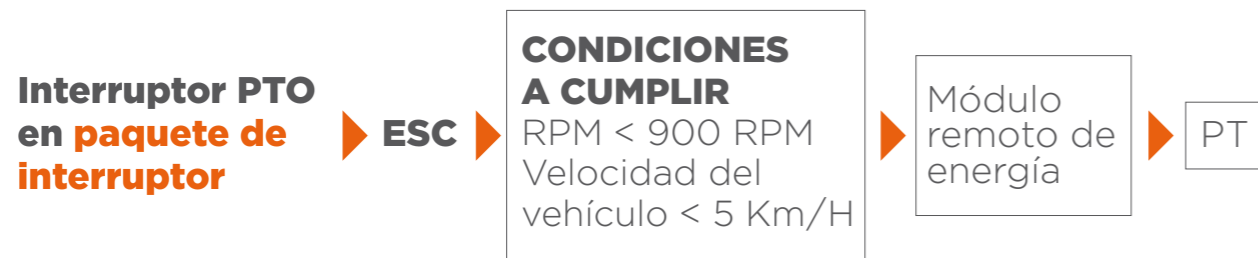 Interruptor PTO
en paquete de
interruptor
ESC
CONDICIONES
A CUMPLIR
RPM < 900 RPM
Velocidad del
vehículo < 5 Km/H
Módulo
remoto de
energía
PT